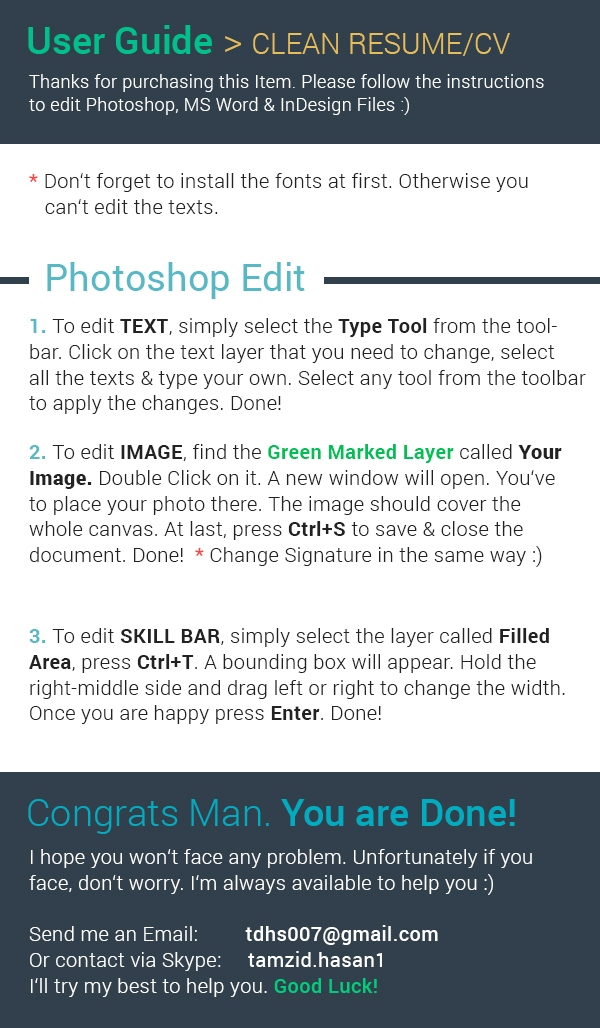 User Guide > CLEAN RESUME/CV
Thanks for purchasing this Item. Please follow the instructions
to edit Photoshop, MS Word & InDesign Files :)
* Don‘t forget to install the fonts at first. Otherwise you
can‘t edit the texts.
Photoshop Edit
1. To edit TEXT, simply select the Type Tool from the tool-
bar. Click on the text layer that you need to change, select
all the texts & type your own. Select any tool from the toolbar
to apply the changes. Done!
2. To edit IMAGE, find the Green Marked Layer called Your
Image. Double Click on it. A new window will open. You‘ve
to place your photo there. The image should cover the
whole canvas. At last, press Ctrl+S to save & close the
document. Done! * Change Signature in the same way :)
3. To edit SKILL BAR, simply select the layer called Filled
Area, press Ctrl+T. A bounding box will appear. Hold the
right-middle side and drag left or right to change the width.
Once you are happy press Enter. Done!
Congrats Man. You are Done!
I hope you won‘t face any problem. Unfortunately if you
face, don‘t worry. I‘m always available to help you :)
Send me an Email: tdhs007@gmail.com
Or contact via Skype: tamzid.hasan1
I‘ll try my best to help you. Good Luck!